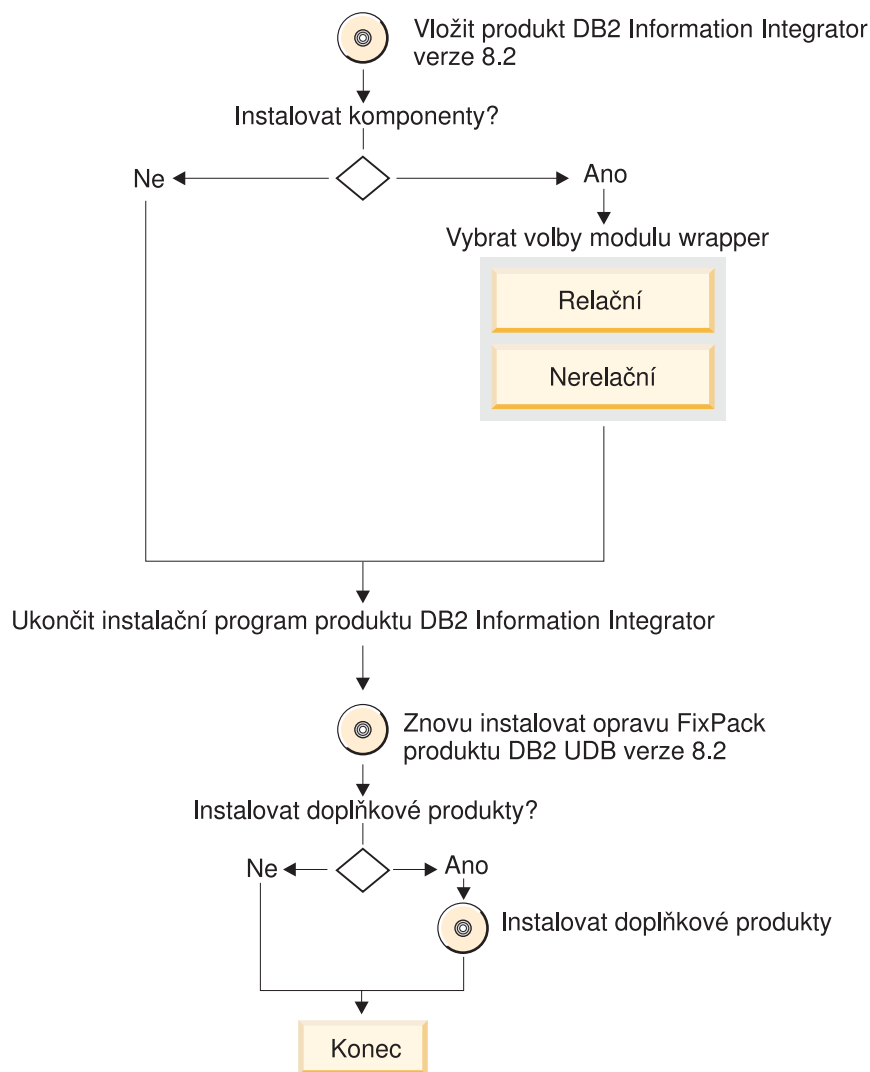 Vložit produkt DB2 Information Integrator
verze 8.2
Instalovat komponenty?
Ne
Ano
Vybrat volby modulu wrapper
Relační
Nerelační
Ukončit instalační program produktu DB2 Information Integrator
Znovu instalovat opravu FixPack
produktu DB2 UDB verze 8.2
Instalovat doplňkové produkty?
Ne
Ano
Instalovat doplňkové produkty
Konec